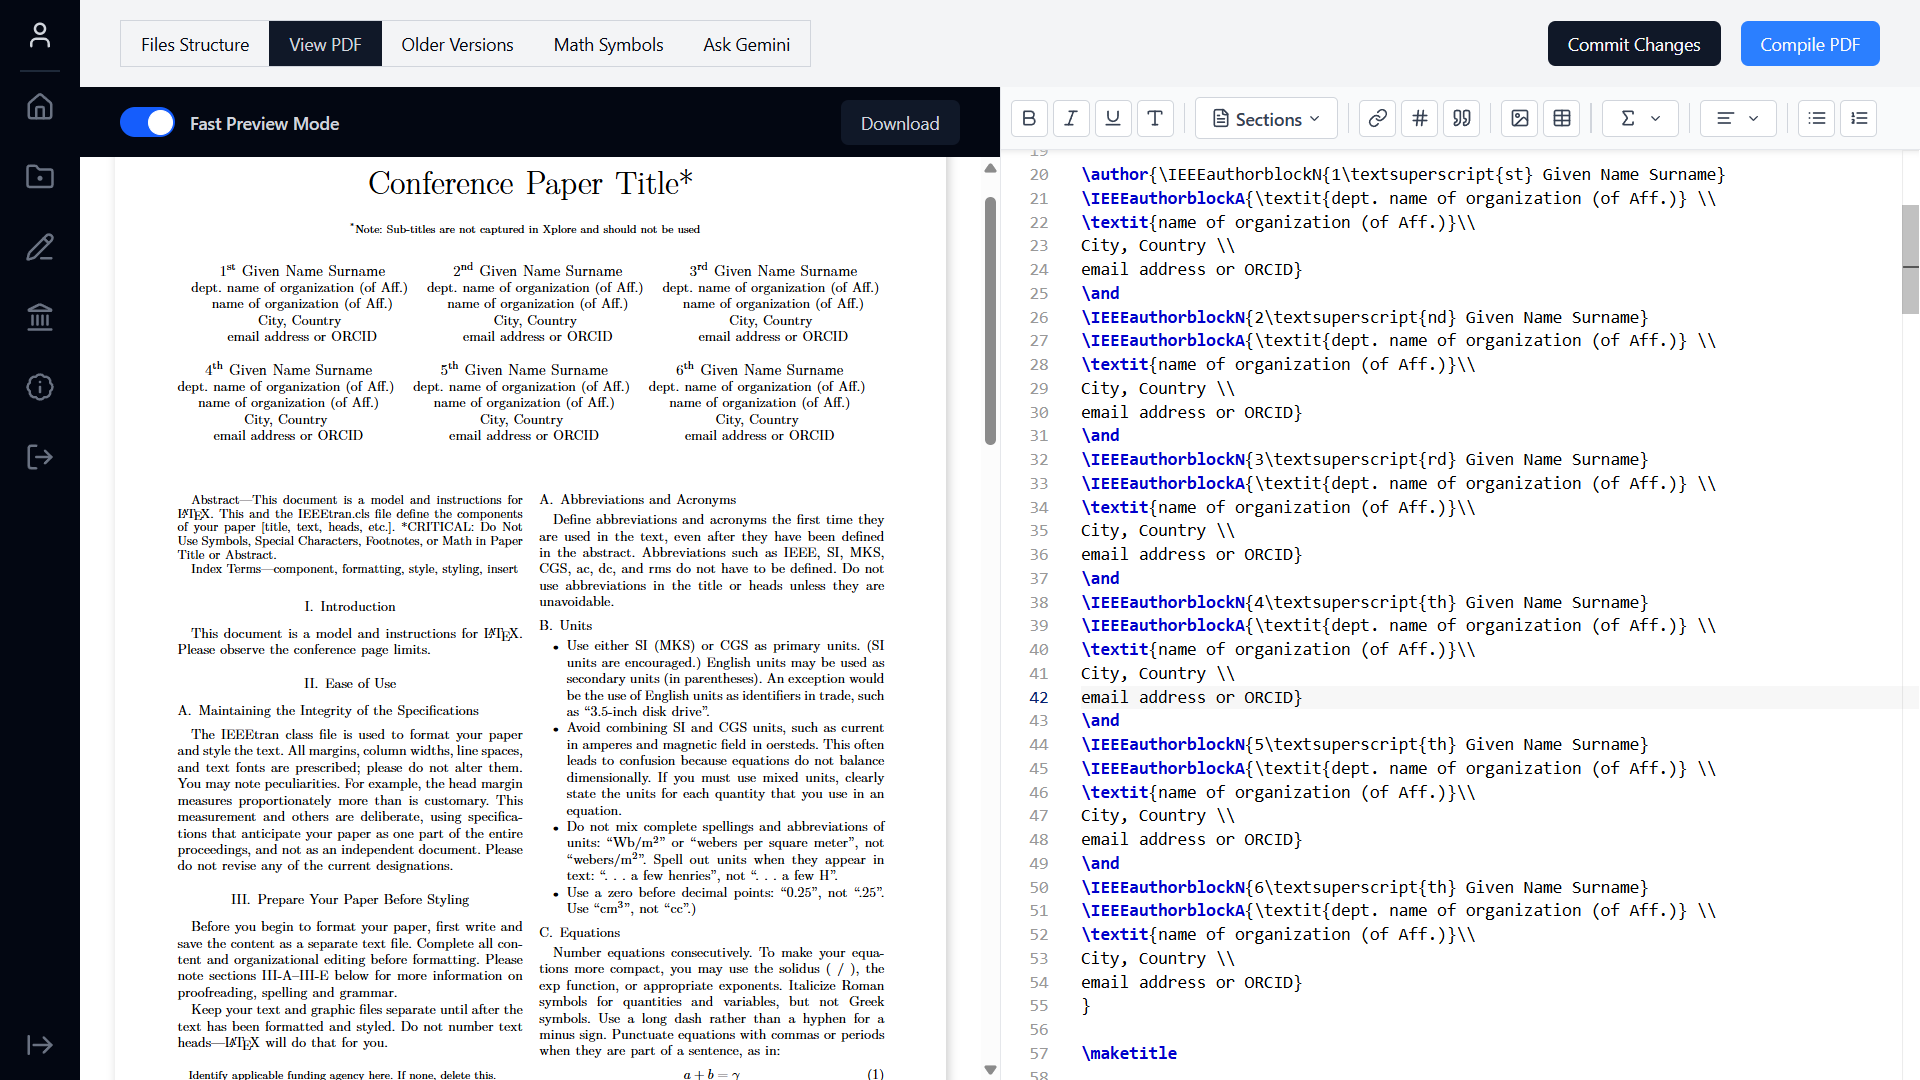 Files Structure
View PDF
Older Versions
Math Symbols
Ask Gemini
Commit Changes
Compile PDF
Fast Preview Mode
Download
B I U T
Sections
# Σ
Conference Paper Title*
*Note: Sub-titles are not captured in Xplore and should not be used
1st Given Name Surname
dept. name of organization (of Aff.)
name of organization (of Aff.)
City, Country
email address or ORCID
2nd Given Name Surname
dept. name of organization (of Aff.)
name of organization (of Aff.)
City, Country
email address or ORCID
3rd Given Name Surname
dept. name of organization (of Aff.)
name of organization (of Aff.)
City, Country
email address or ORCID
4th Given Name Surname
dept. name of organization (of Aff.)
name of organization (of Aff.)
City, Country
email address or ORCID
5th Given Name Surname
dept. name of organization (of Aff.)
name of organization (of Aff.)
City, Country
email address or ORCID
6th Given Name Surname
dept. name of organization (of Aff.)
name of organization (of Aff.)
City, Country
email address or ORCID
Abstract—This document is a model and instructions for
LATEX. This and the IEEEtran.cls file define the components
of your paper [title, text, heads, etc.]. *CRITICAL: Do Not
Use Symbols, Special Characters, Footnotes, or Math in Paper
Title or Abstract.
Index Terms—component, formatting, style, styling, insert
I. Introduction
This document is a model and instructions for LATEX.
Please observe the conference page limits.
II. Ease of Use
A. Maintaining the Integrity of the Specifications
The IEEEtran class file is used to format your paper
and style the text. All margins, column widths, line spaces,
and text fonts are prescribed; please do not alter them.
You may note peculiarities. For example, the head margin
measures proportionately more than is customary. This
measurement and others are deliberate, using specifica-
tions that anticipate your paper as one part of the entire
proceedings, and not as an independent document. Please
do not revise any of the current designations.
III. Prepare Your Paper Before Styling
Before you begin to format your paper, first write and
save the content as a separate text file. Complete all con-
tent and organizational editing before formatting. Please
note sections III-A–III-E below for more information on
proofreading, spelling and grammar.
Keep your text and graphic files separate until after the
text has been formatted and styled. Do not number text
heads—LATEX will do that for you.
Identify applicable funding agency here. If none, delete this.
A. Abbreviations and Acronyms
Define abbreviations and acronyms the first time they
are used in the text, even after they have been defined
in the abstract. Abbreviations such as IEEE, SI, MKS,
CGS, ac, dc, and rms do not have to be defined. Do not
use abbreviations in the title or heads unless they are
unavoidable.
B. Units
• Use either SI (MKS) or CGS as primary units. (SI
units are encouraged.) English units may be used as
secondary units (in parentheses). An exception would
be the use of English units as identifiers in trade, such
as “3.5-inch disk drive”.
• Avoid combining SI and CGS units, such as current
in amperes and magnetic field in oersteds. This often
leads to confusion because equations do not balance
dimensionally. If you must use mixed units, clearly
state the units for each quantity that you use in an
equation.
• Do not mix complete spellings and abbreviations of
units: “Wb/m2” or “webers per square meter”, not
“webers/m2”. Spell out units when they appear in
text: “. . . a few henries”, not “. . . a few H”.
• Use a zero before decimal points: “0.25”, not “.25”.
Use “cm3”, not “cc”.)
C. Equations
Number equations consecutively. To make your equa-
tions more compact, you may use the solidus ( / ), the
exp function, or appropriate exponents. Italicize Roman
symbols for quantities and variables, but not Greek
symbols. Use a long dash rather than a hyphen for a
minus sign. Punctuate equations with commas or periods
when they are part of a sentence, as in:
a + b = γ (1)
19
20 \author{\IEEEauthorblockN{1\textsuperscript{st} Given Name Surname}
21 \IEEEauthorblockA{\textit{dept. name of organization (of Aff.)} \\
22 \textit{name of organization (of Aff.)}\\
23 City, Country \\
24 email address or ORCID}
25 \and
26 \IEEEauthorblockN{2\textsuperscript{nd} Given Name Surname}
27 \IEEEauthorblockA{\textit{dept. name of organization (of Aff.)} \\
28 \textit{name of organization (of Aff.)}\\
29 City, Country \\
30 email address or ORCID}
31 \and
32 \IEEEauthorblockN{3\textsuperscript{rd} Given Name Surname}
33 \IEEEauthorblockA{\textit{dept. name of organization (of Aff.)} \\
34 \textit{name of organization (of Aff.)}\\
35 City, Country \\
36 email address or ORCID}
37 \and
38 \IEEEauthorblockN{4\textsuperscript{th} Given Name Surname}
39 \IEEEauthorblockA{\textit{dept. name of organization (of Aff.)} \\
40 \textit{name of organization (of Aff.)}\\
41 City, Country \\
42 email address or ORCID}
43 \and
44 \IEEEauthorblockN{5\textsuperscript{th} Given Name Surname}
45 \IEEEauthorblockA{\textit{dept. name of organization (of Aff.)} \\
46 \textit{name of organization (of Aff.)}\\
47 City, Country \\
48 email address or ORCID}
49 \and
50 \IEEEauthorblockN{6\textsuperscript{th} Given Name Surname}
51 \IEEEauthorblockA{\textit{dept. name of organization (of Aff.)} \\
52 \textit{name of organization (of Aff.)}\\
53 City, Country \\
54 email address or ORCID}
55 }
56
57 \maketitle
58